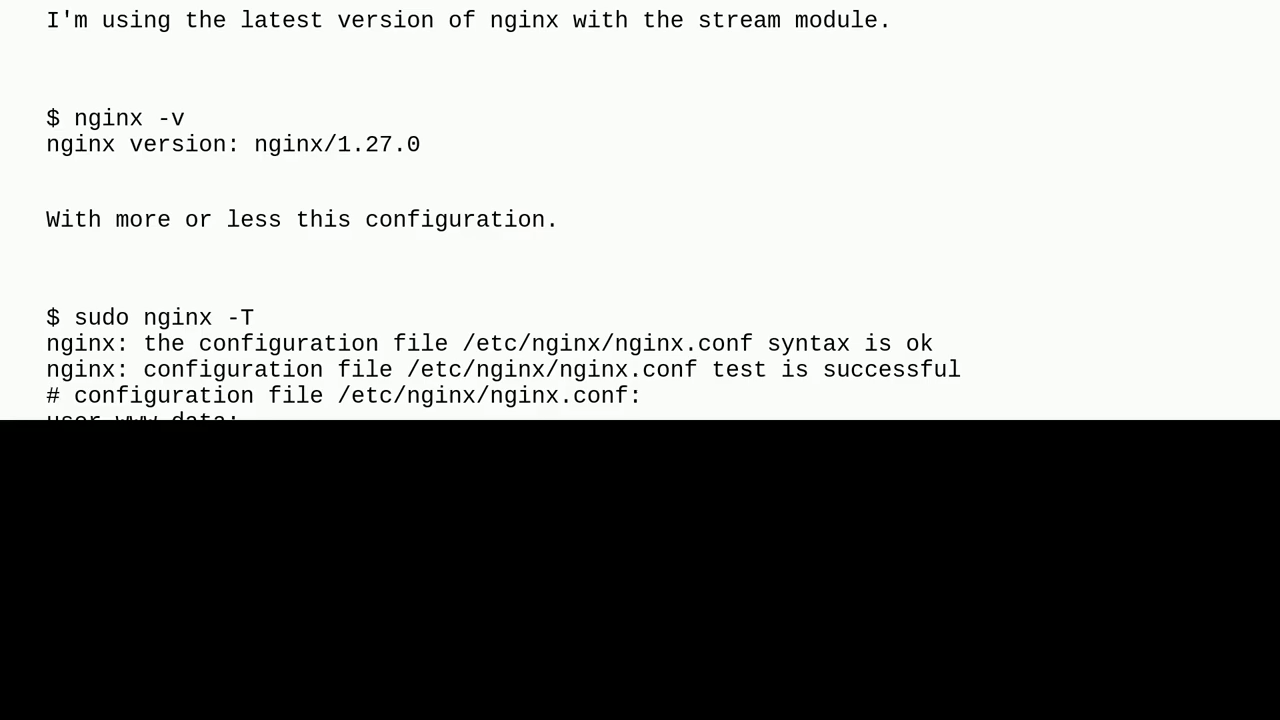 I'm using the latest version of nginx with the stream module.
$ nginx -v
nginx version: nginx/1.27.0
With more or less this configuration.
$ sudo nginx -T
nginx: the configuration file /etc/nginx/nginx.conf syntax is ok
nginx: configuration file /etc/nginx/nginx.conf test is successful
# configuration file /etc/nginx/nginx.conf: